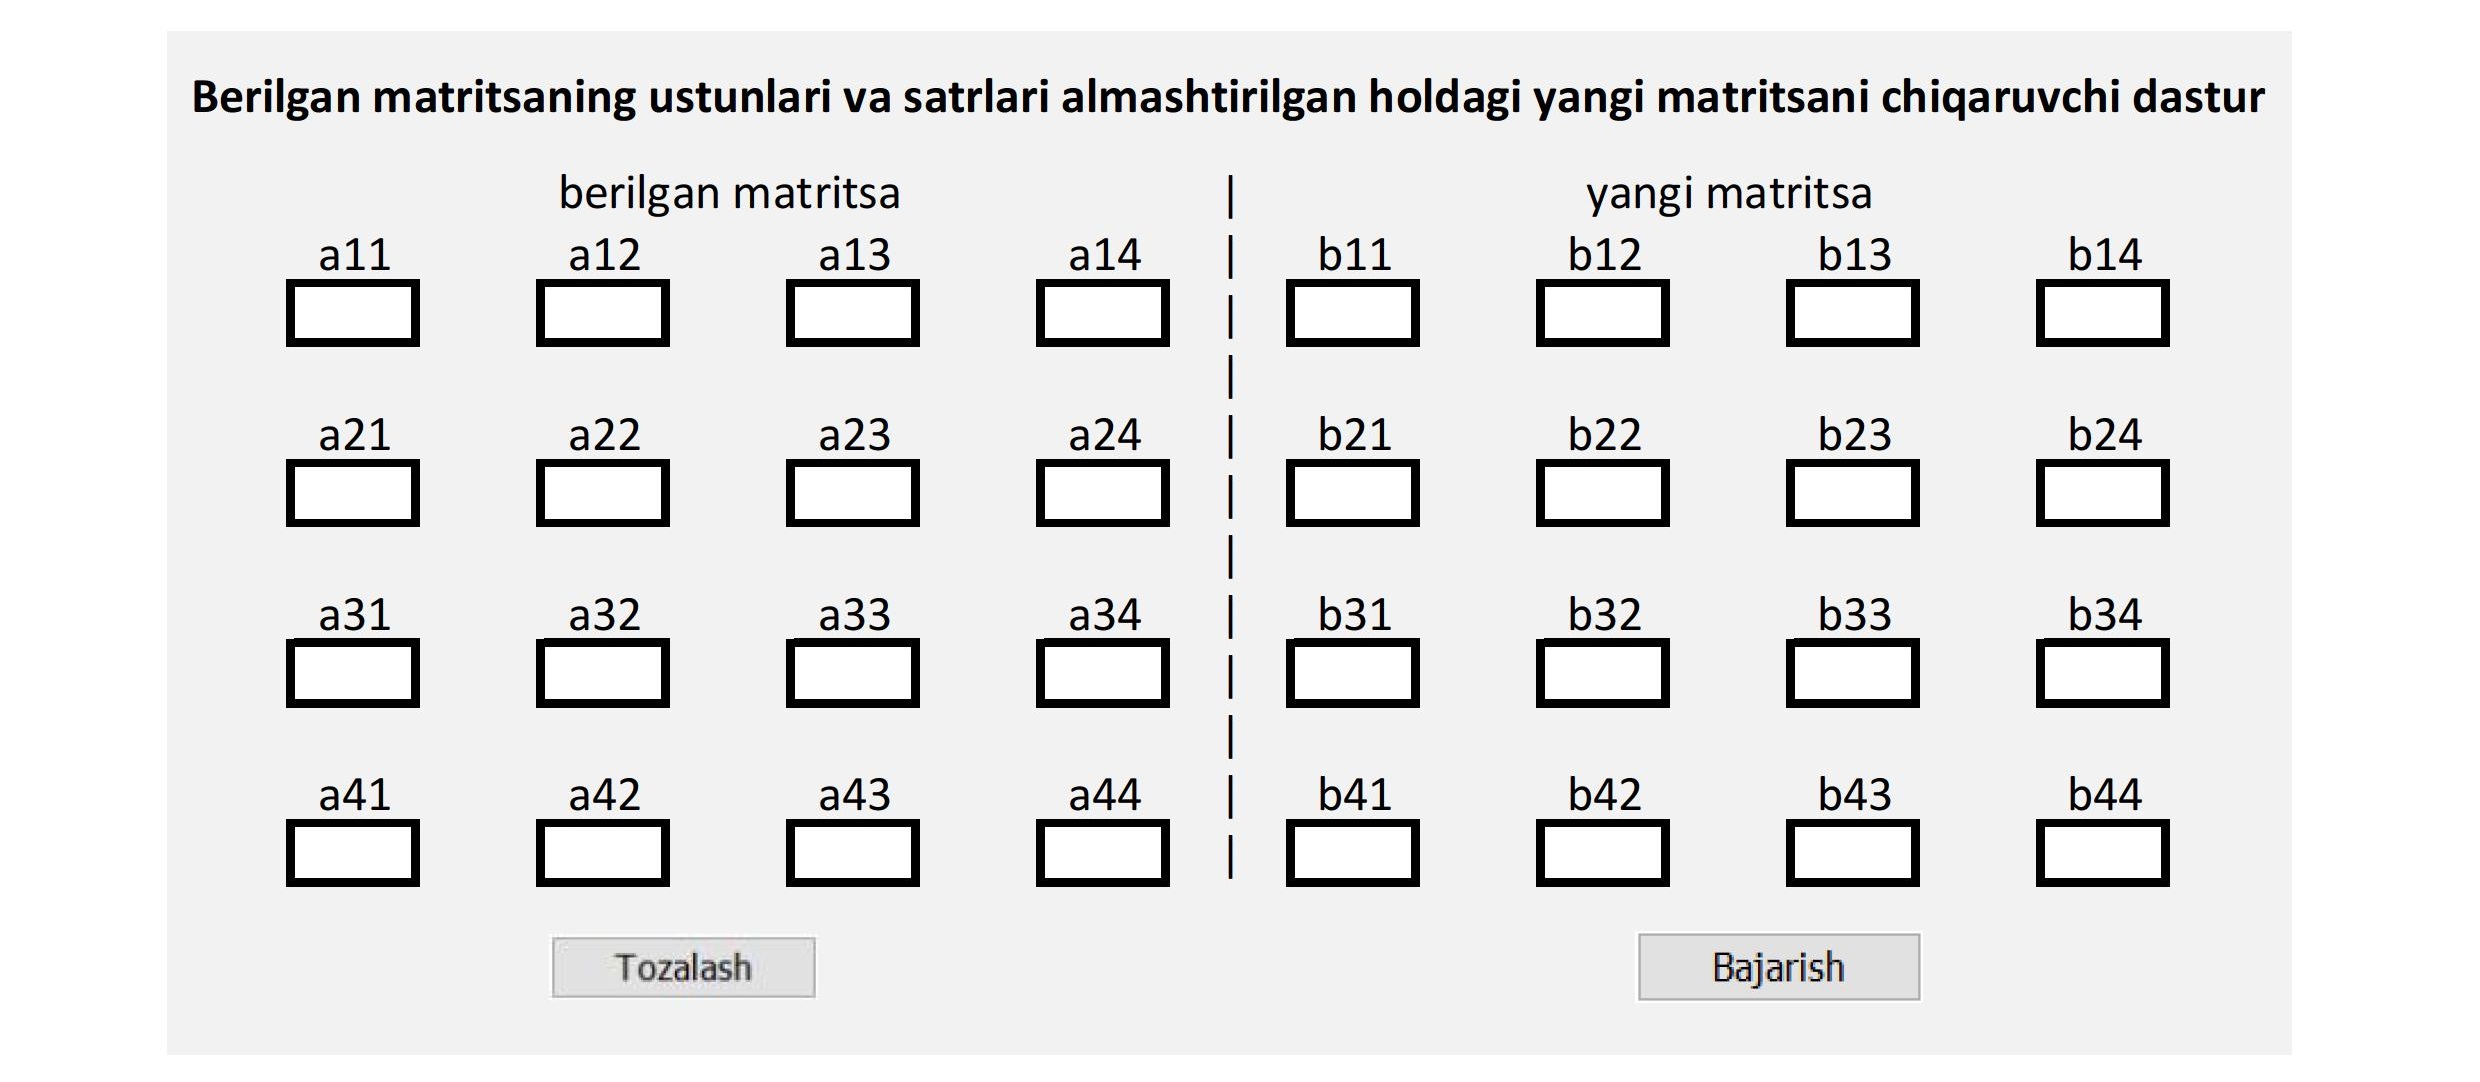 Berilgan matritsaning ustunlari va satrlari almashtirilgan holdagi yangi matritsani chiqaruvchi dastur
berilgan matritsa | yangi matritsa
a11 a12 a13 a14 | b11 b12 b13 b14
|
|
a21 a22 a23 a24 | b21 b22 b23 b24
|
|
a31 a32 a33 a34 | b31 b32 b33 b34
|
|
a41 a42 a43 a44 | b41 b42 b43 b44
|
Tozalash Bajarish